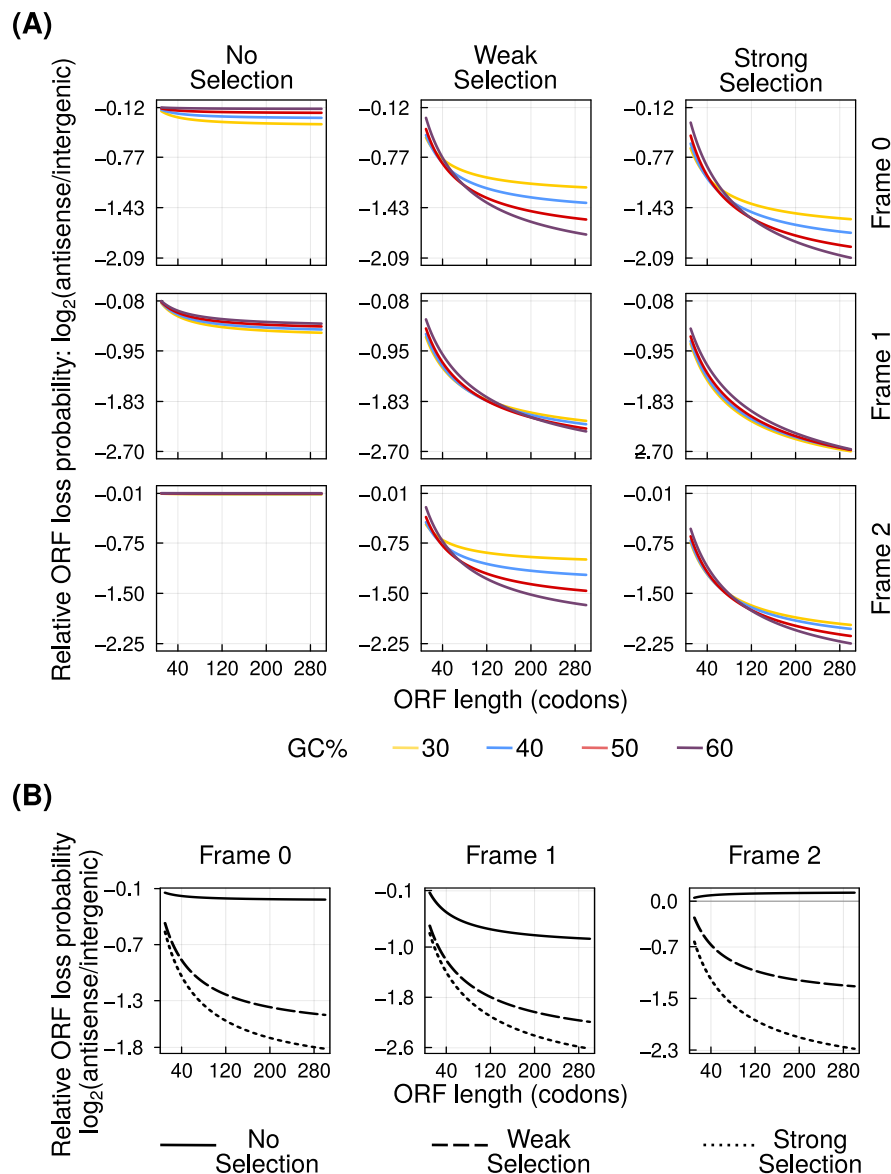 (A)
No
Selection
Weak
Selection
Strong
Selection
Relative ORF loss probability: log₂(antisense/intergenic)
−0.12
−0.77
−1.43
−2.09
−0.12
−0.77
−1.43
−2.09
−0.12
−0.77
−1.43
−2.09
Frame 0
−0.08
−0.95
−1.83
−2.70
−0.08
−0.95
−1.83
−2.70
−0.08
−0.95
−1.83
−2.70
Frame 1
−0.01
−0.75
−1.50
−2.25
−0.01
−0.75
−1.50
−2.25
−0.01
−0.75
−1.50
−2.25
Frame 2
40 120 200 280
40 120 200 280
40 120 200 280
ORF length (codons)
GC% 30 40 50 60
(B)
Relative ORF loss probability
log₂(antisense/intergenic)
Frame 0
Frame 1
Frame 2
−0.1
−0.7
−1.3
−1.8
−0.1
−1.0
−1.8
−2.6
0.0
−0.7
−1.5
−2.3
40 120 200 280
40 120 200 280
40 120 200 280
ORF length (codons)
No
Selection
Weak
Selection
Strong
Selection